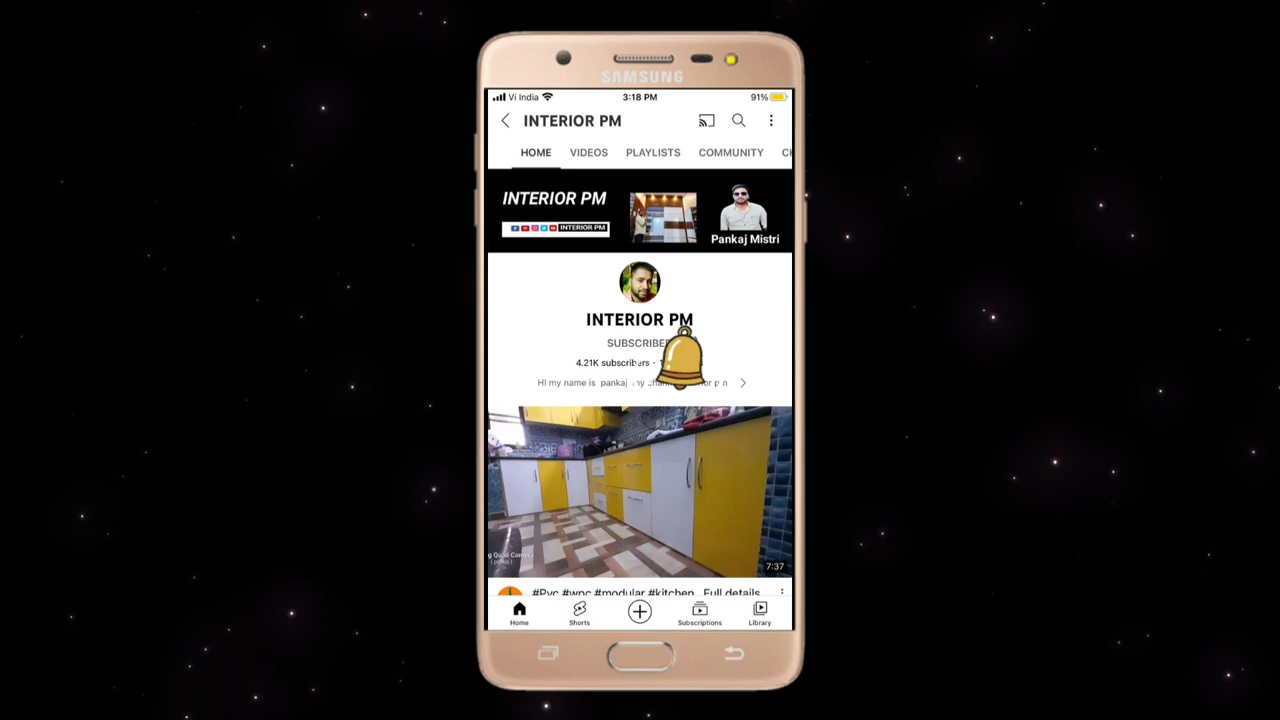 SAMSUNG
Vi India 3:18 PM 91%
INTERIOR PM
HOME VIDEOS PLAYLISTS COMMUNITY
INTERIOR PM
INTERIOR PM
Pankaj Mistri
INTERIOR PM
SUBSCRIBE
4.21K subscribers ·
HI my name is pankaj
7:37
#Pvc #wpc #modular #kitchen.. Full details
Home Shorts Subscriptions Library